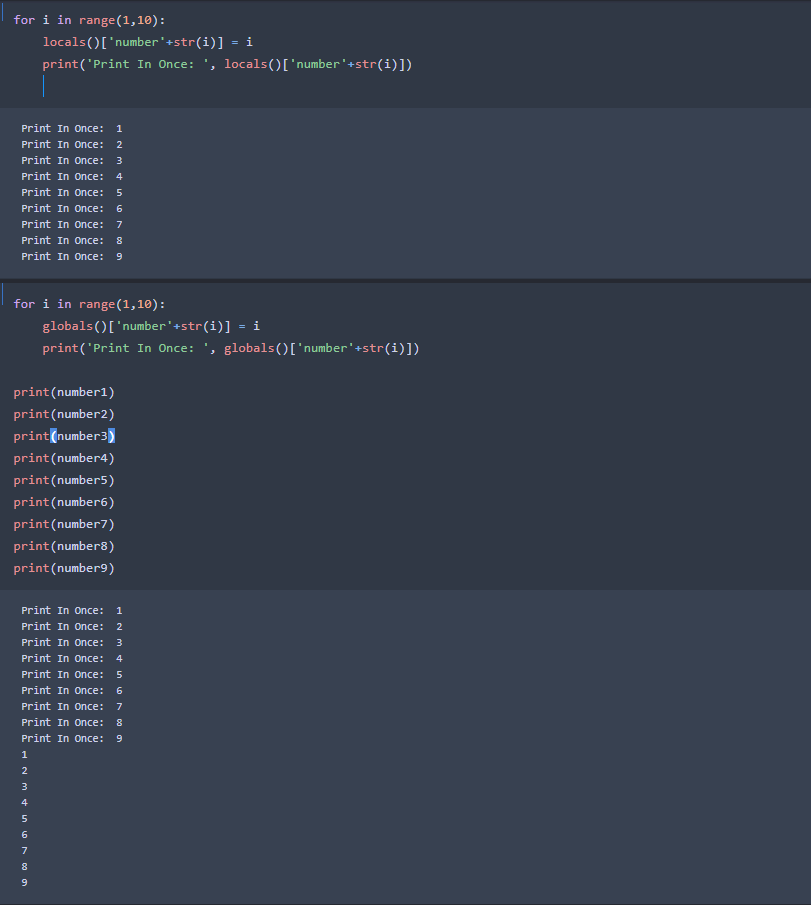 for i in range(1,10):
    locals()['number'+str(i)] = i
    print('Print In Once: ', locals()['number'+str(i)])
Print In Once:  1
Print In Once:  2
Print In Once:  3
Print In Once:  4
Print In Once:  5
Print In Once:  6
Print In Once:  7
Print In Once:  8
Print In Once:  9
for i in range(1,10):
    globals()['number'+str(i)] = i
    print('Print In Once: ', globals()['number'+str(i)])
print(number1)
print(number2)
print(number3)
print(number4)
print(number5)
print(number6)
print(number7)
print(number8)
print(number9)
Print In Once:  1
Print In Once:  2
Print In Once:  3
Print In Once:  4
Print In Once:  5
Print In Once:  6
Print In Once:  7
Print In Once:  8
Print In Once:  9
1
2
3
4
5
6
7
8
9